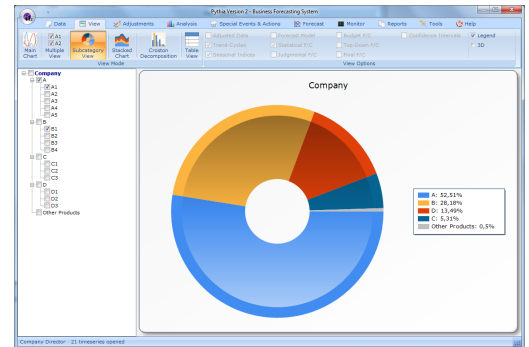 Pythia Version 2 - Business Forecasting System
Data View Adjustments Analysis Special Events & Actions Forecast Monitor Reports Tools Help
Main Chart
A1
A2
Multiple View
Subcategory View
Stacked Chart
Croston Decomposition
Table View
View Mode
Adjusted Data Forecast Model Budget F/C Confidence Intervals Legend
Trend-Cycles Statistical F/C Top-Down F/C 3D
Seasonal Indices Judgmental F/C Final F/C
View Options
Company
A
A1
A2
A3
A4
A5
B
B1
B2
B3
B4
B5
C
C1
C2
C3
D
D1
D2
D3
Other Products
Company
A: 52,51%
B: 28,18%
D: 13,49%
C: 5,31%
Other Products: 0,5%
Company Director 21 timeseries opened